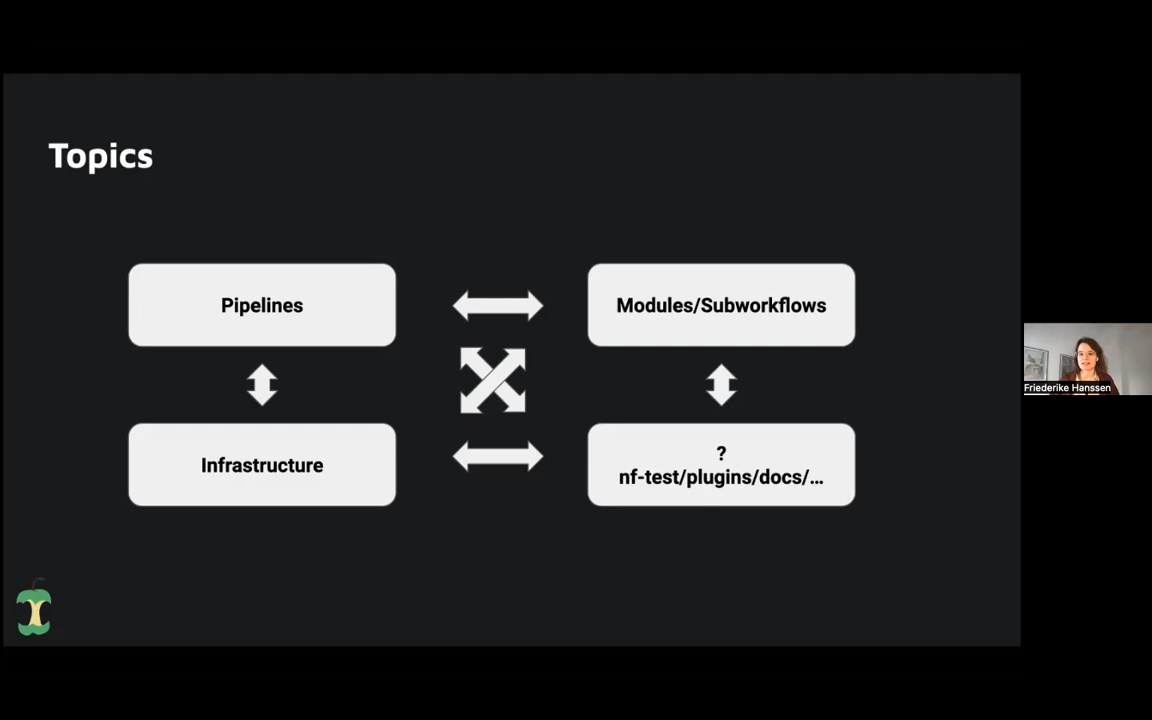 Topics
Pipelines
Modules/Subworkflows
Infrastructure
?
nf-test/plugins/docs/...
Friederike Hanssen